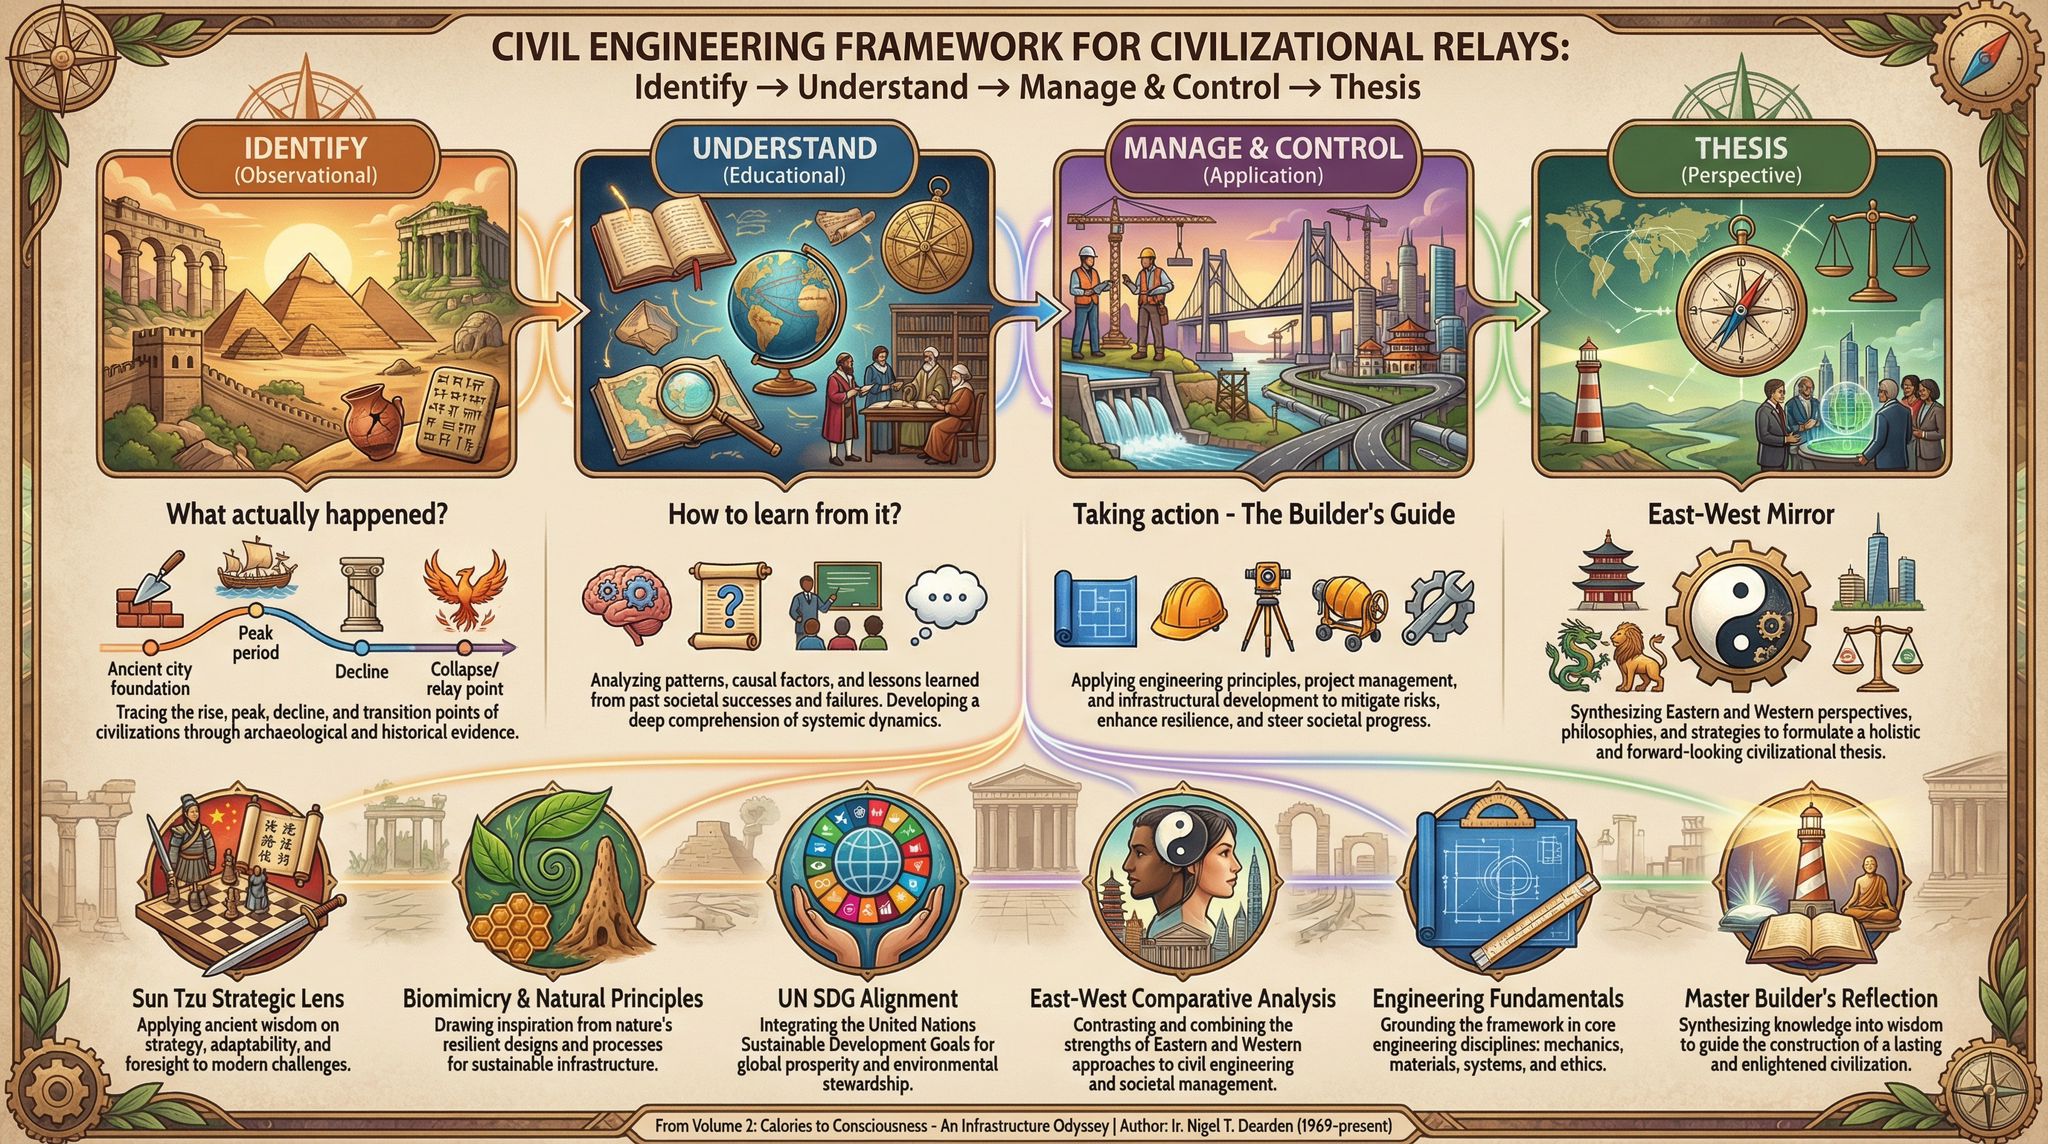 CIVIL ENGINEERING FRAMEWORK FOR CIVILIZATIONAL RELAYS:
Identify → Understand → Manage & Control → Thesis
IDENTIFY
(Observational)
UNDERSTAND
(Educational)
MANAGE & CONTROL
(Application)
THESIS
(Perspective)
What actually happened?
Ancient city
foundation
Peak
period
Decline
Collapse/
relay point
Tracing the rise, peak, decline, and transition points of
civilizations through archaeological and historical evidence.
How to learn from it?
?
Analyzing patterns, causal factors, and lessons learned
from past societal successes and failures. Developing a
deep comprehension of systemic dynamics.
Taking action - The Builder's Guide
Applying engineering principles, project management,
and infrastructural development to mitigate risks,
enhance resilience, and steer societal progress.
East-West Mirror
Synthesizing Eastern and Western perspectives,
philosophies, and strategies to formulate a holistic
and forward-looking civilizational thesis.
Sun Tzu Strategic Lens
Applying ancient wisdom on
strategy, adaptability, and
foresight to modern challenges.
Biomimicry & Natural Principles
Drawing inspiration from nature's
resilient designs and processes
for sustainable infrastructure.
UN SDG Alignment
Integrating the United Nations
Sustainable Development Goals for
global prosperity and environmental
stewardship.
East-West Comparative Analysis
Contrasting and combining the
strengths of Eastern and Western
approaches to civil engineering
and societal management.
Engineering Fundamentals
Grounding the framework in core
engineering disciplines: mechanics,
materials, systems, and ethics.
Master Builder's Reflection
Synthesizing knowledge into wisdom
to guide the construction of a lasting
and enlightened civilization.
From Volume 2: Calories to Consciousness - An Infrastructure Odyssey | Author: Ir. Nigel T. Dearden (1969-present)